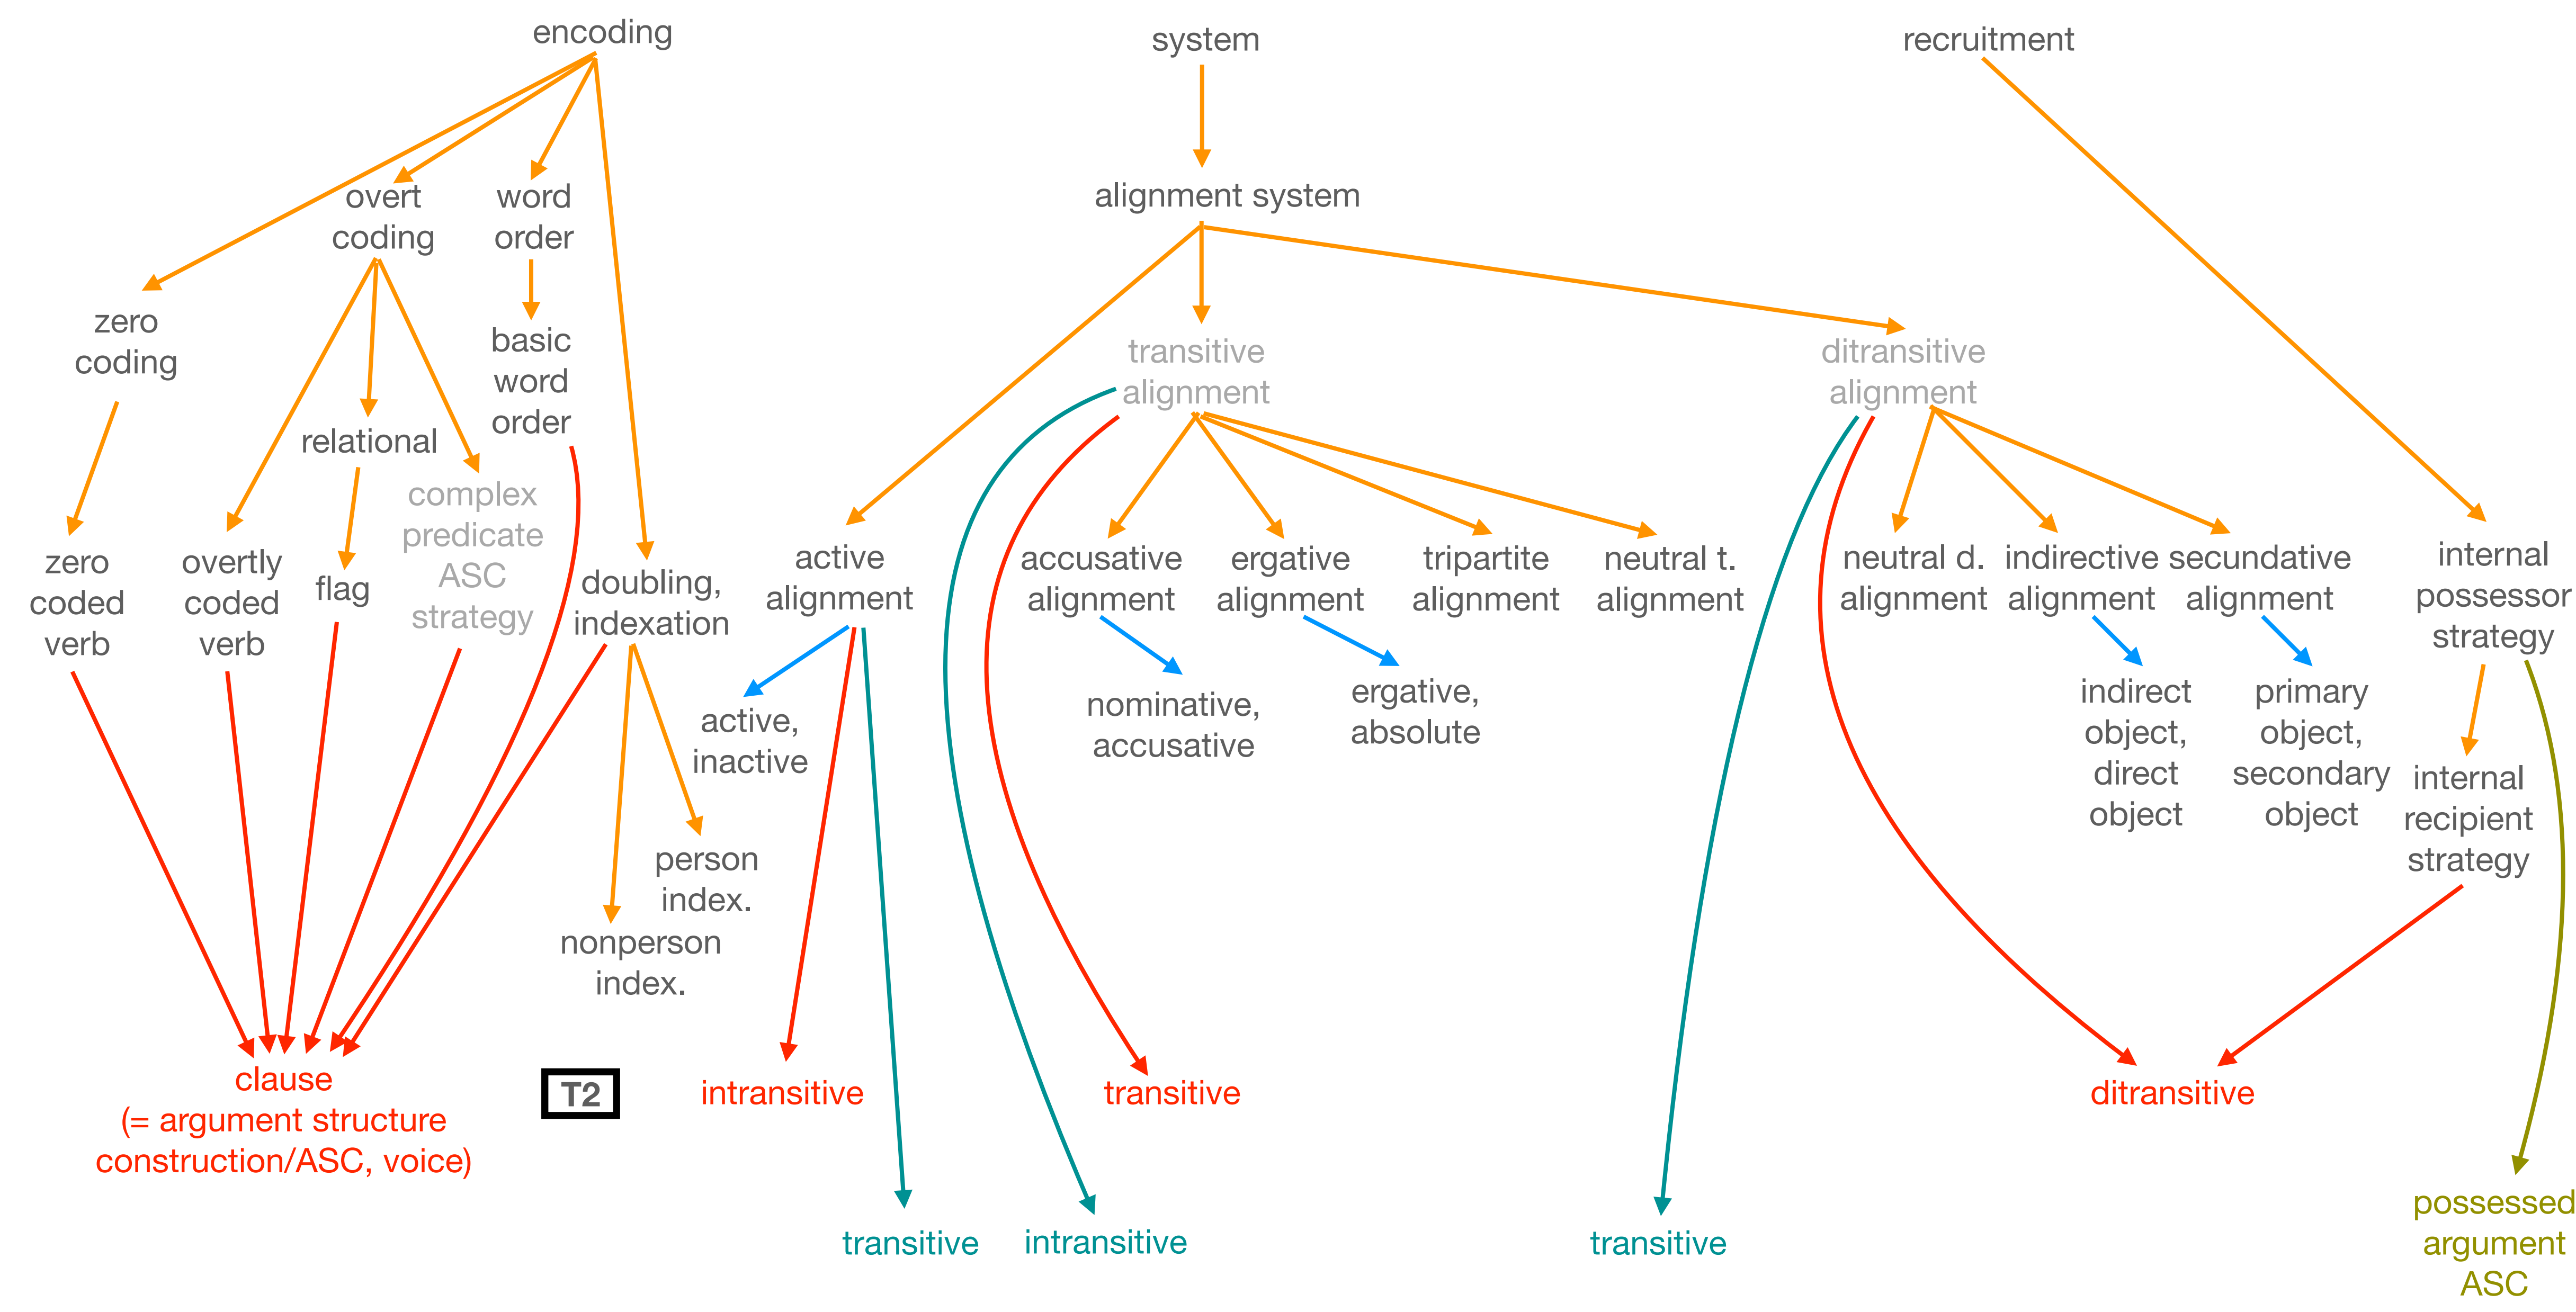 encoding
system
recruitment
overt
coding
word
order
alignment system
zero
coding
basic
word
order
transitive
alignment
ditransitive
alignment
relational
complex
predicate
ASC
strategy
zero
coded
verb
overtly
coded
verb
flag
doubling,
indexation
active
alignment
accusative
alignment
ergative
alignment
tripartite
alignment
neutral t.
alignment
neutral d.
alignment
indirective
alignment
secundative
alignment
internal
possessor
strategy
active,
inactive
nominative,
accusative
ergative,
absolute
indirect
object,
direct
object
primary
object,
secondary
object
internal
recipient
strategy
person
index.
nonperson
index.
clause
(= argument structure
construction/ASC, voice)
T2
intransitive
transitive
ditransitive
transitive
intransitive
transitive
possessed
argument
ASC